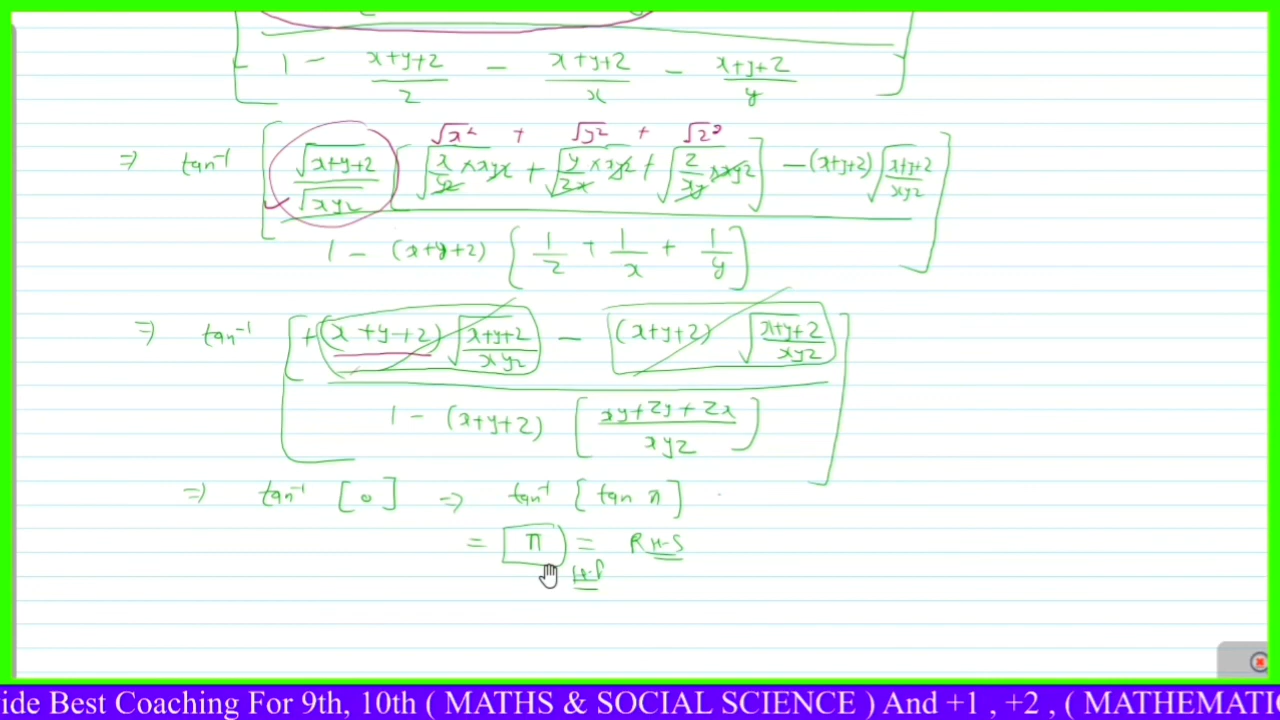 1 - x+y+z/z - x+y+z/x - x+y+z/y
√x² + √y² + √z²
⇒ tan⁻¹ [ √x+y+z/√xyz [ √x/yz × xyz + √y/zx × xyz + √z/xy × xyz ] - (x+y+z) √x+y+z/xyz
1 - (x+y+z) [ 1/z + 1/x + 1/y ] ]
⇒ tan⁻¹ [ + (x+y+z) √x+y+z/xyz - (x+y+z) √x+y+z/xyz
1 - (x+y+z) [ xy+zy+zx/xyz ] ]
⇒ tan⁻¹ [0] ⇒ tan⁻¹ [tan π]
= π = RH-S
H-P
ide Best Coaching For 9th, 10th ( MATHS & SOCIAL SCIENCE ) And +1 , +2 , ( MATHEMATIC